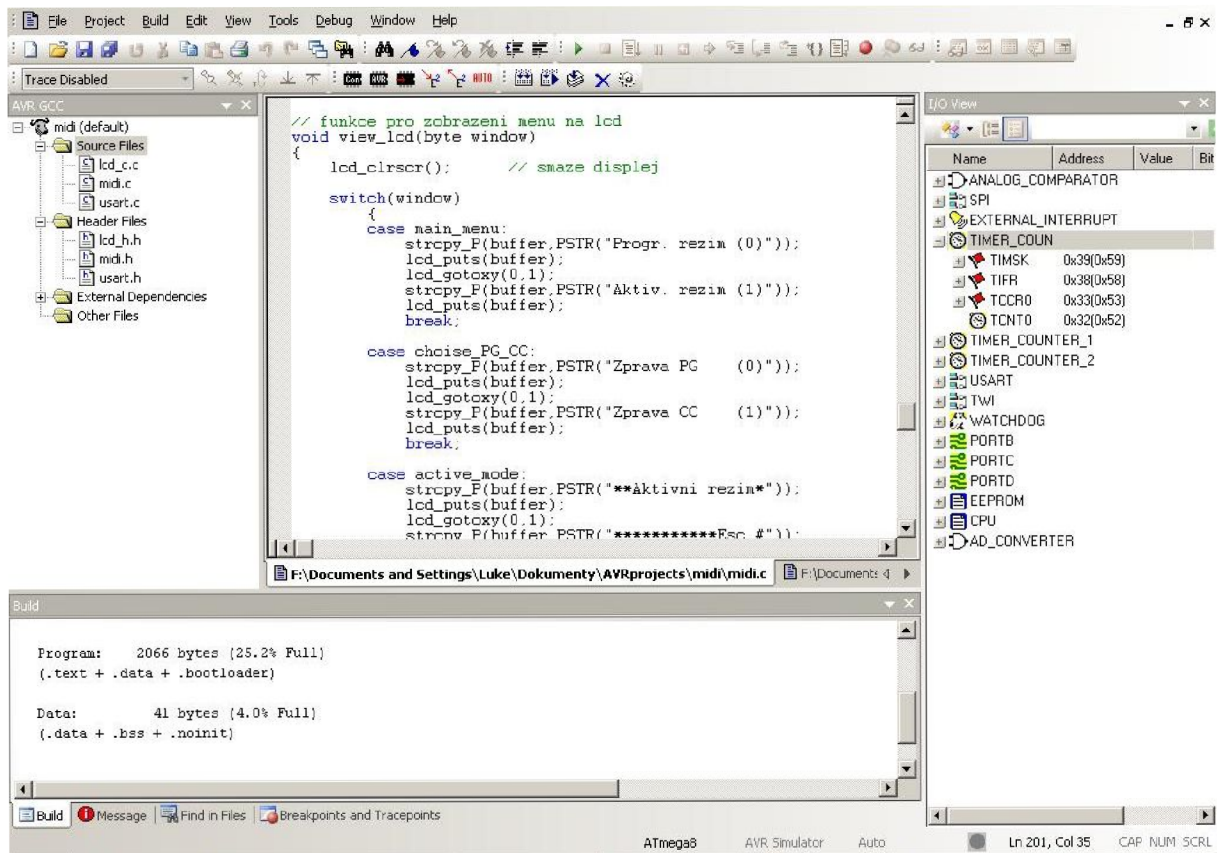 File Project Build Edit View Tools Debug Window Help
Trace Disabled
Con AVR AUTO
AVR GCC
midi (default)
Source Files
lcd_c.c
midi.c
usart.c
Header Files
lcd_h.h
midi.h
usart.h
External Dependencies
Other Files
// funkce pro zobrazeni menu na lcd
void view_lcd(byte window)
{
lcd_clrscr(); // smaze displej
switch(window)
{
case main_menu:
strcpy_P(buffer,PSTR("Progr. rezim (0)"));
lcd_puts(buffer);
lcd_gotoxy(0,1);
strcpy_P(buffer,PSTR("Aktiv. rezim (1)"));
lcd_puts(buffer);
break;
case choise_PG_CC:
strcpy_P(buffer,PSTR("Zprava PG (0)"));
lcd_puts(buffer);
lcd_gotoxy(0,1);
strcpy_P(buffer,PSTR("Zprava CC (1)"));
lcd_puts(buffer);
break;
case active_mode:
strcpy_P(buffer,PSTR("**Aktivni rezim*"));
lcd_puts(buffer);
lcd_gotoxy(0,1);
strcpy_P(buffer,PSTR("***********Esc #"));
F:\Documents and Settings\Luke\Dokumenty\AVRprojects\midi\midi.c F:\Documents
I/O View
Name Address Value Bit
ANALOG_COMPARATOR
SPI
EXTERNAL_INTERRUPT
TIMER_COUN
TIMSK 0x39(0x59)
TIFR 0x38(0x58)
TCCR0 0x33(0x53)
TCNT0 0x32(0x52)
TIMER_COUNTER_1
TIMER_COUNTER_2
USART
TWI
WATCHDOG
PORTB
PORTC
PORTD
EEPROM
CPU
AD_CONVERTER
Build
Program: 2066 bytes (25.2% Full)
(.text + .data + .bootloader)
Data: 41 bytes (4.0% Full)
(.data + .bss + .noinit)
Build Message Find in Files Breakpoints and Tracepoints
ATmega8 AVR Simulator Auto Ln 201, Col 35 CAP NUM SCRL